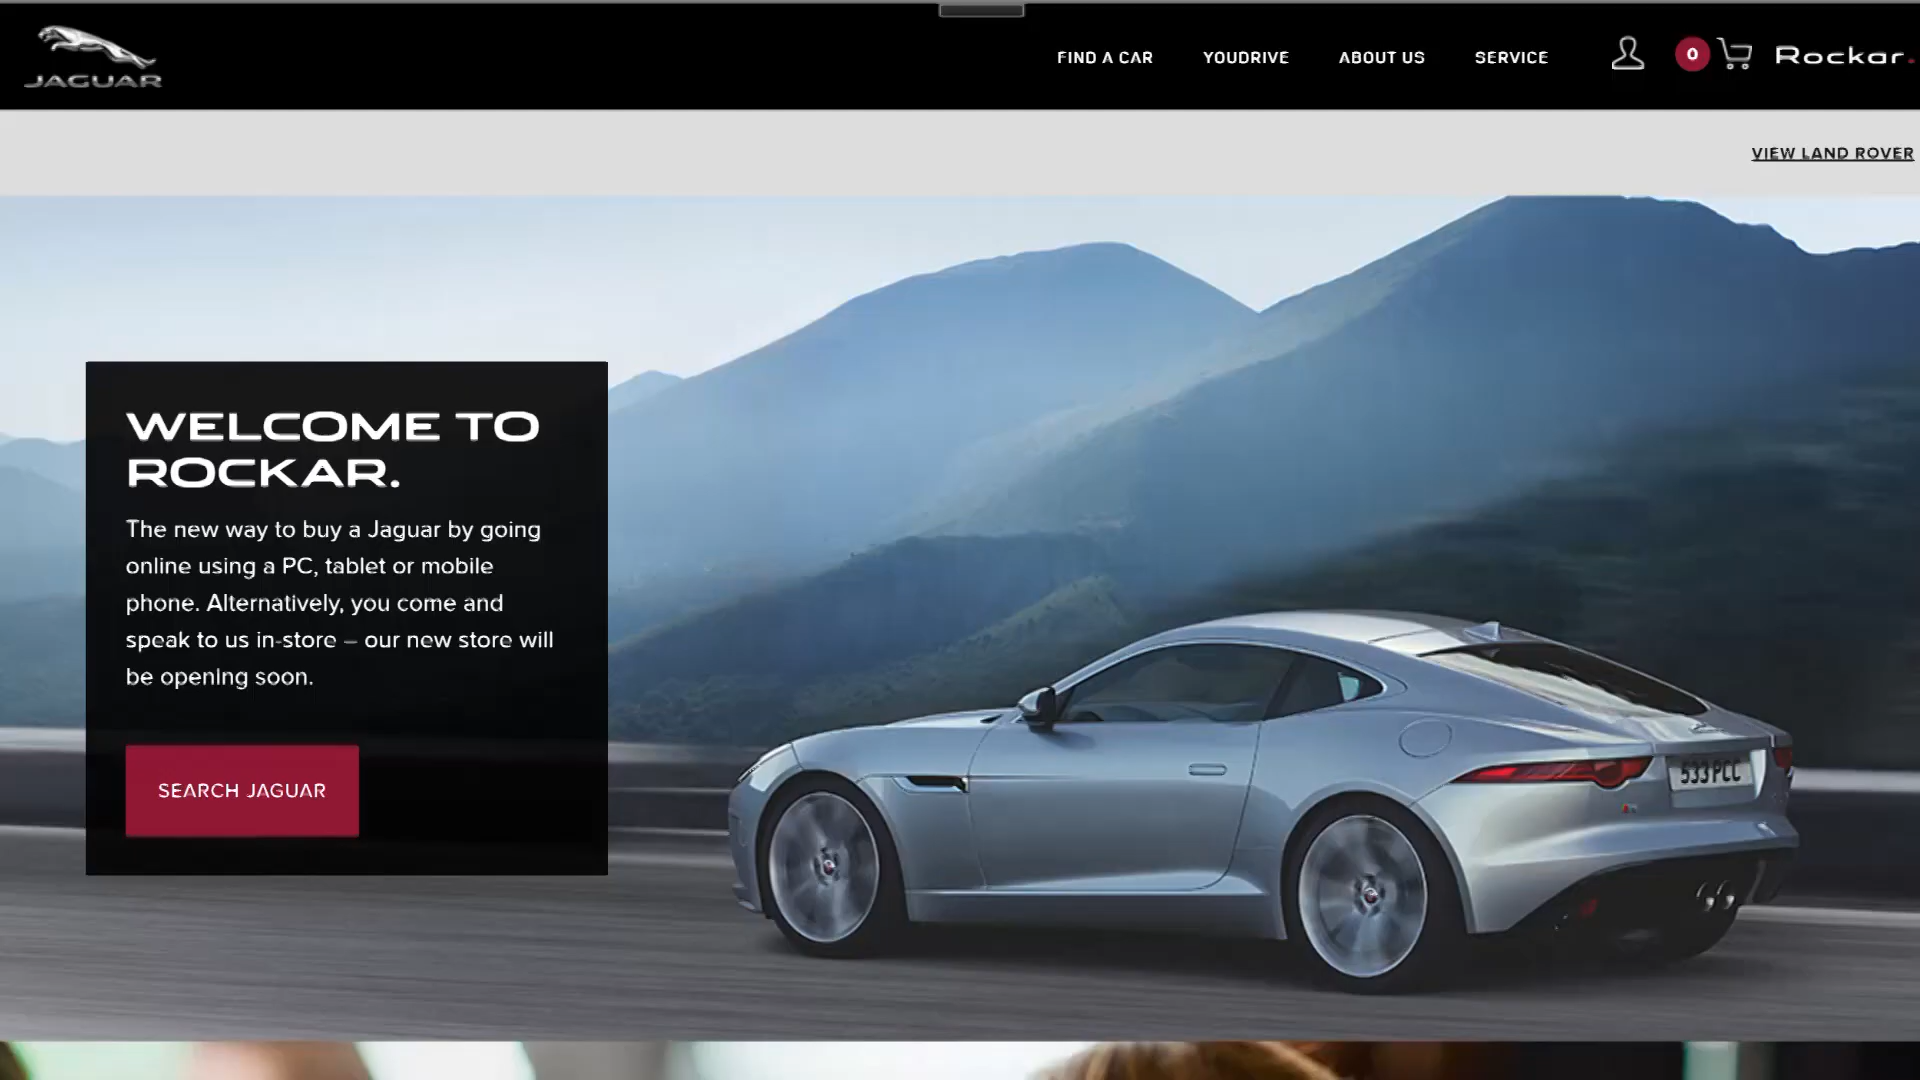 JAGUAR
FIND A CAR
YOUDRIVE
ABOUT US
SERVICE
0
Rockar.
VIEW LAND ROVER
WELCOME TO
ROCKAR.
The new way to buy a Jaguar by going
online using a PC, tablet or mobile
phone. Alternatively, you come and
speak to us in-store – our new store will
be opening soon.
SEARCH JAGUAR
533 PCC